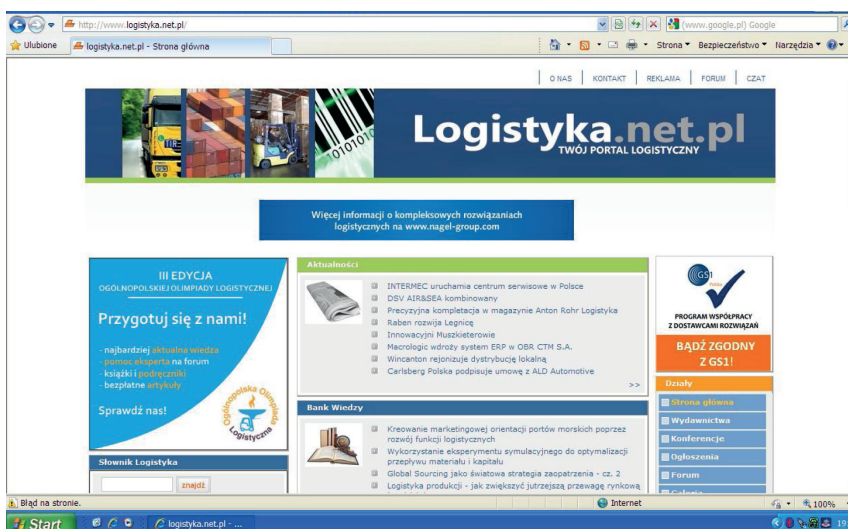 http://www.logistyka.net.pl/
(www.google.pl) Google
Ulubione
logistyka.net.pl - Strona główna
Strona
Bezpieczeństwo
Narzędzia
O NAS
KONTAKT
REKLAMA
FORUM
CZAT
TIR
1010101
Logistyka.net.pl
TWÓJ PORTAL LOGISTYCZNY
Więcej informacji o kompleksowych rozwiązaniach
logistycznych na www.nagel-group.com
III EDYCJA
OGÓLNOPOLSKIEJ OLIMPIADY LOGISTYCZNEJ
Przygotuj się z nami!
- najbardziej aktualna wiedza
- pomoc eksperta na forum
- książki i podręczniki
- bezpłatne artykuły
Sprawdź nas!
Ogólnopolska Olimpiada
Logistyczna
Słownik Logistyka
znajdź
Aktualności
INTERMEC uruchamia centrum serwisowe w Polsce
DSV AIR&SEA kombinowany
Precyzyjna kompletacja w magazynie Anton Rohr Logistyka
Raben rozwija Legnicę
Innowacyjni Muszkieterowie
Macrologic wdroży system ERP w OBR CTM S.A.
Wincanton rejonizuje dystrybucję lokalną
Carlsberg Polska podpisuje umowę z ALD Automotive
>>
Bank Wiedzy
Kreowanie marketingowej orientacji portów morskich poprzez
rozwój funkcji logistycznych
Wykorzystanie eksperymentu symulacyjnego do optymalizacji
przepływu materiału i kapitału
Global Sourcing jako światowa strategia zaopatrzenia - cz. 2
Logistyka produkcji - jak zwiększyć jutrzejszą przewagę rynkową
GS1
PROGRAM WSPÓŁPRACY
Z DOSTAWCAMI ROZWIĄZAŃ
BĄDŹ ZGODNY
Z GS1!
Działy
Strona główna
Wydawnictwa
Konferencje
Ogłoszenia
Forum
Błąd na stronie.
Internet
100%
Start
logistyka.net.pl - ...